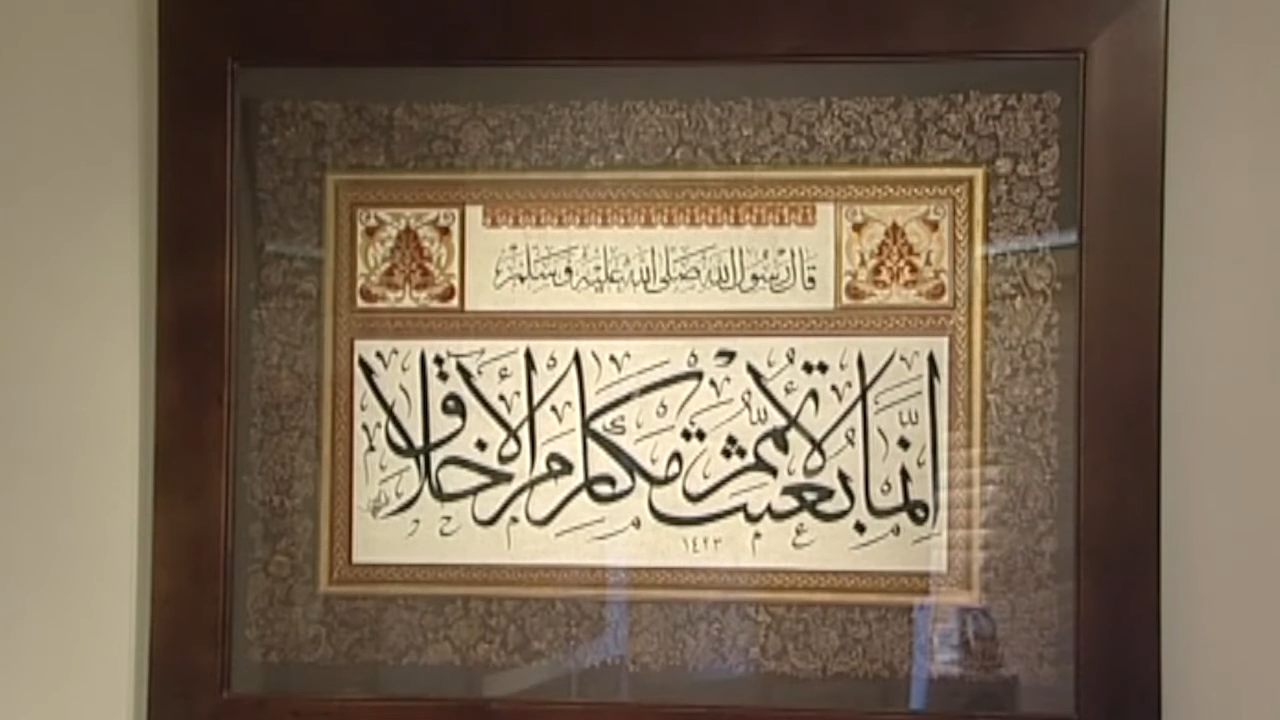 قال رسول الله صلى الله عليه وسلم
إنما بعثت لأتمم مكارم الأخلاق
١٤٢٣